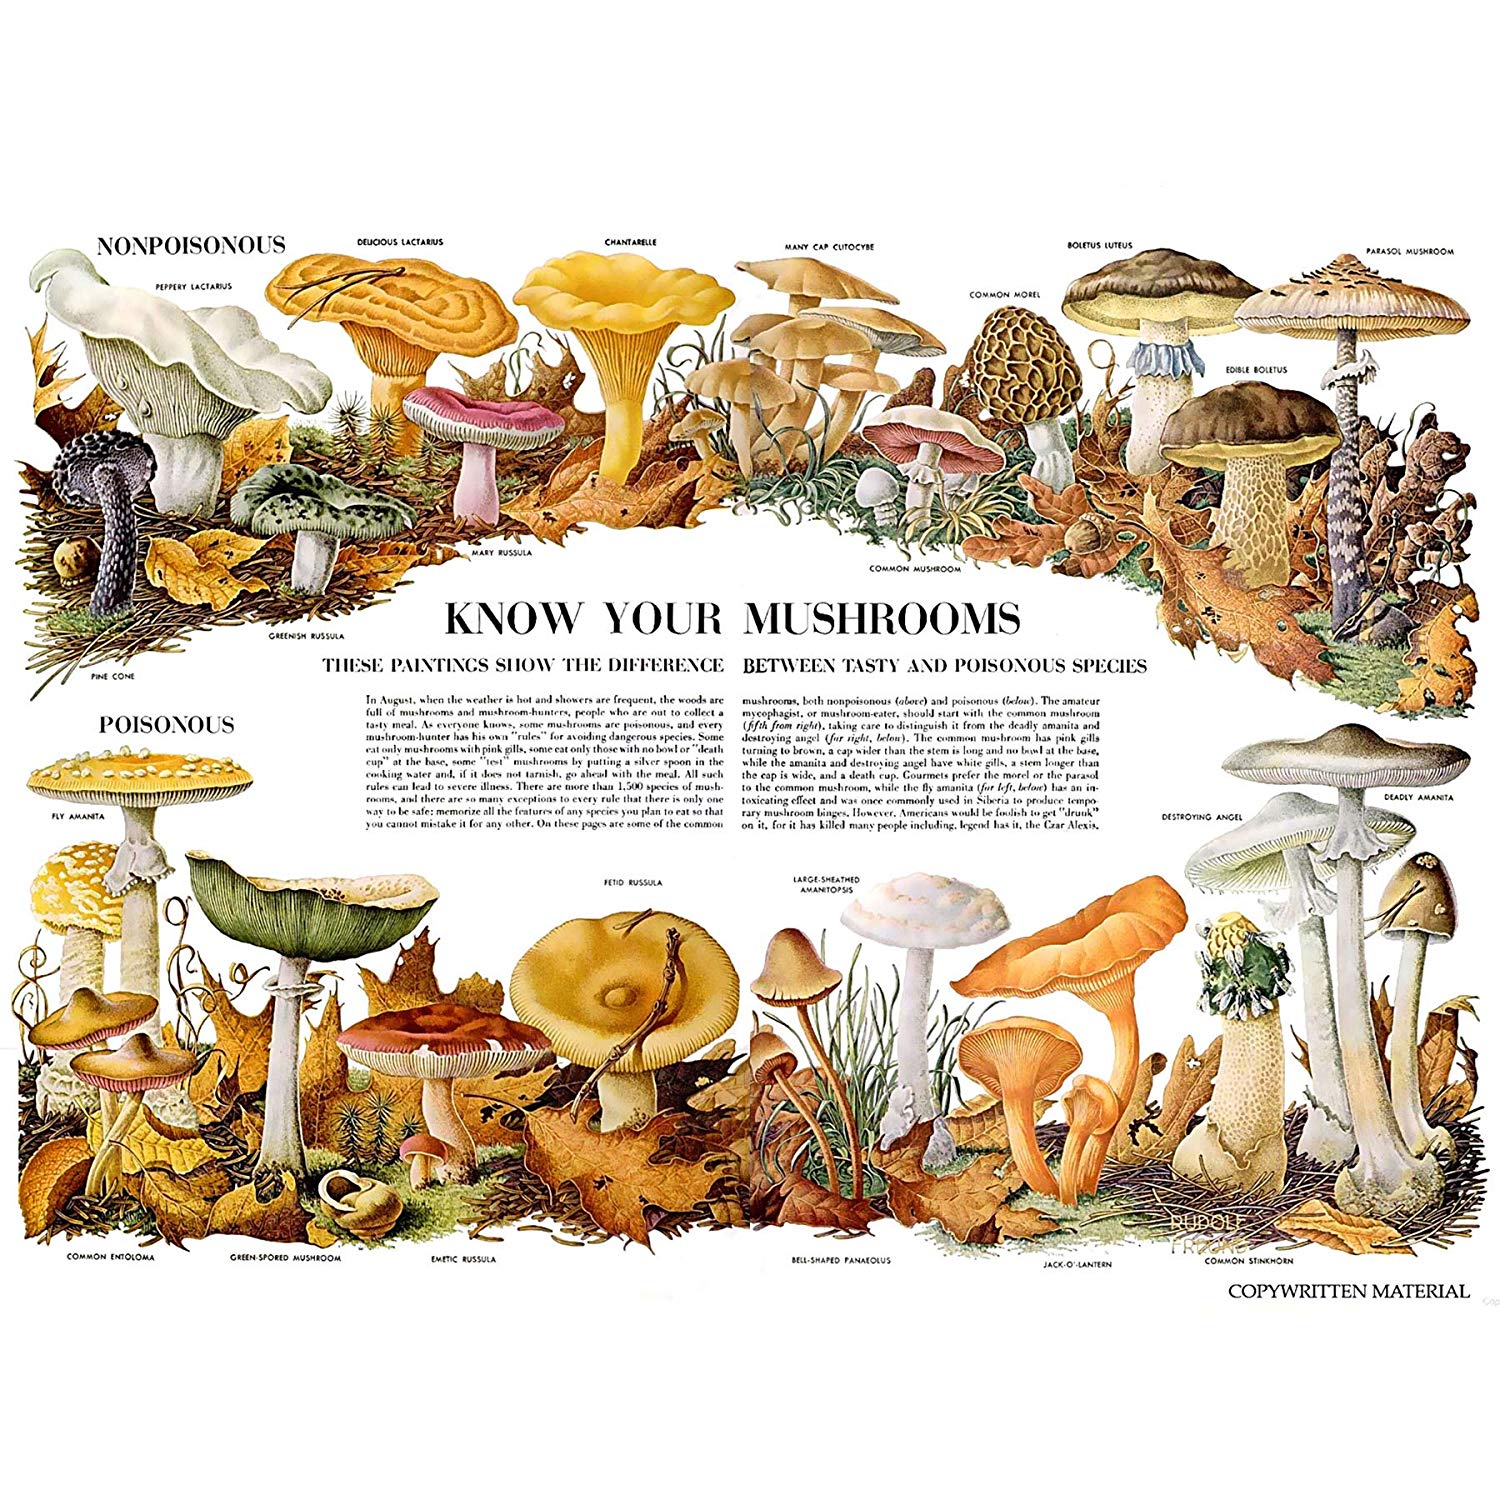 NONPOISONOUS
PEPPERY LACTARIUS
DELICIOUS LACTARIUS
CHANTARELLE
MANY CAP CLITOCYBE
COMMON MOREL
BOLETUS LUTEUS
PARASOL MUSHROOM
EDIBLE BOLETUS
MARY RUSSULA
COMMON MUSHROOM
GREENISH RUSSULA
PINE CONE
KNOW YOUR MUSHROOMS
THESE PAINTINGS SHOW THE DIFFERENCE BETWEEN TASTY AND POISONOUS SPECIES
In August, when the weather is hot and showers are frequent, the woods are
full of mushrooms and mushroom-hunters, people who are out to collect a
tasty meal. As everyone knows, some mushrooms are poisonous, and every
mushroom-hunter has his own "rules" for avoiding dangerous species. Some
eat only mushrooms with pink gills, some eat only those with no bowl or "death
cup" at the base, some "test" mushrooms by putting a silver spoon in the
cooking water and, if it does not tarnish, go ahead with the meal. All such
rules can lead to severe illness. There are more than 1,500 species of mush-
rooms, and there are so many exceptions to every rule that there is only one
way to be safe: memorize all the features of any species you plan to eat so that
you cannot mistake it for any other. On these pages are some of the common
mushrooms, both nonpoisonous (above) and poisonous (below). The amateur
mycophagist, or mushroom-eater, should start with the common mushroom
(fifth from right), taking care to distinguish it from the deadly amanita and
destroying angel (far right, below). The common mushroom has pink gills
turning to brown, a cap wider than the stem is long and no bowl at the base,
while the amanita and destroying angel have white gills, a stem longer than
the cap is wide, and a death cup. Gourmets prefer the morel or the parasol
to the common mushroom, while the fly amanita (far left, below) has an in-
toxicating effect and was once commonly used in Siberia to produce tempo-
rary mushroom binges. However, Americans would be foolish to get "drunk"
on it, for it has killed many people including, legend has it, the Czar Alexis.
POISONOUS
FLY AMANITA
FETID RUSSULA
LARGE-SHEATHED
AMANITOPSIS
DESTROYING ANGEL
DEADLY AMANITA
COMMON ENTOLOMA
GREEN-SPORED MUSHROOM
EMETIC RUSSULA
BELL-SHAPED PANAEOLUS
JACK-O'-LANTERN
RUDOLF
FREUND
COMMON STINKHORN
COPYWRITTEN MATERIAL